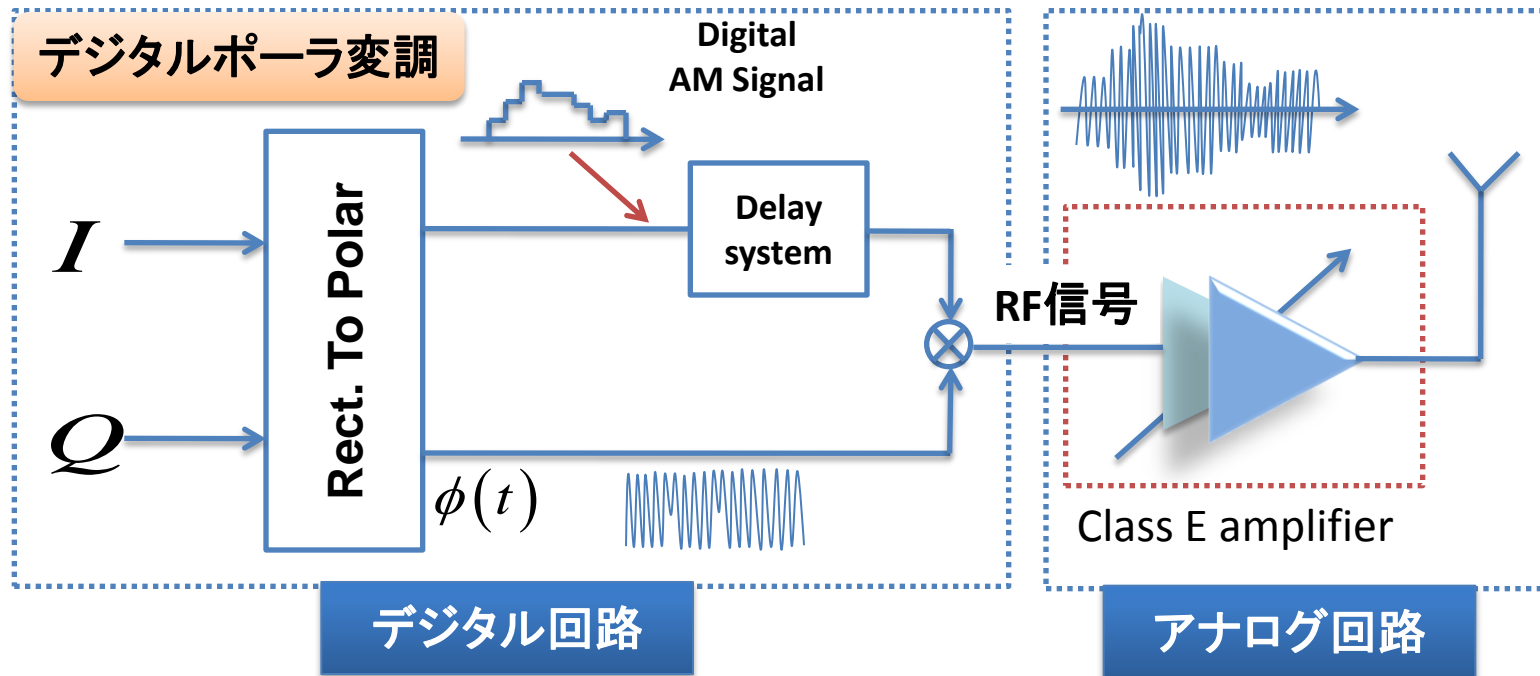 デジタルポーラ変調
Digital
AM Signal
I
Q
Rect. To Polar
Delay
system
ϕ(t)
RF信号
Class E amplifier
デジタル回路
アナログ回路